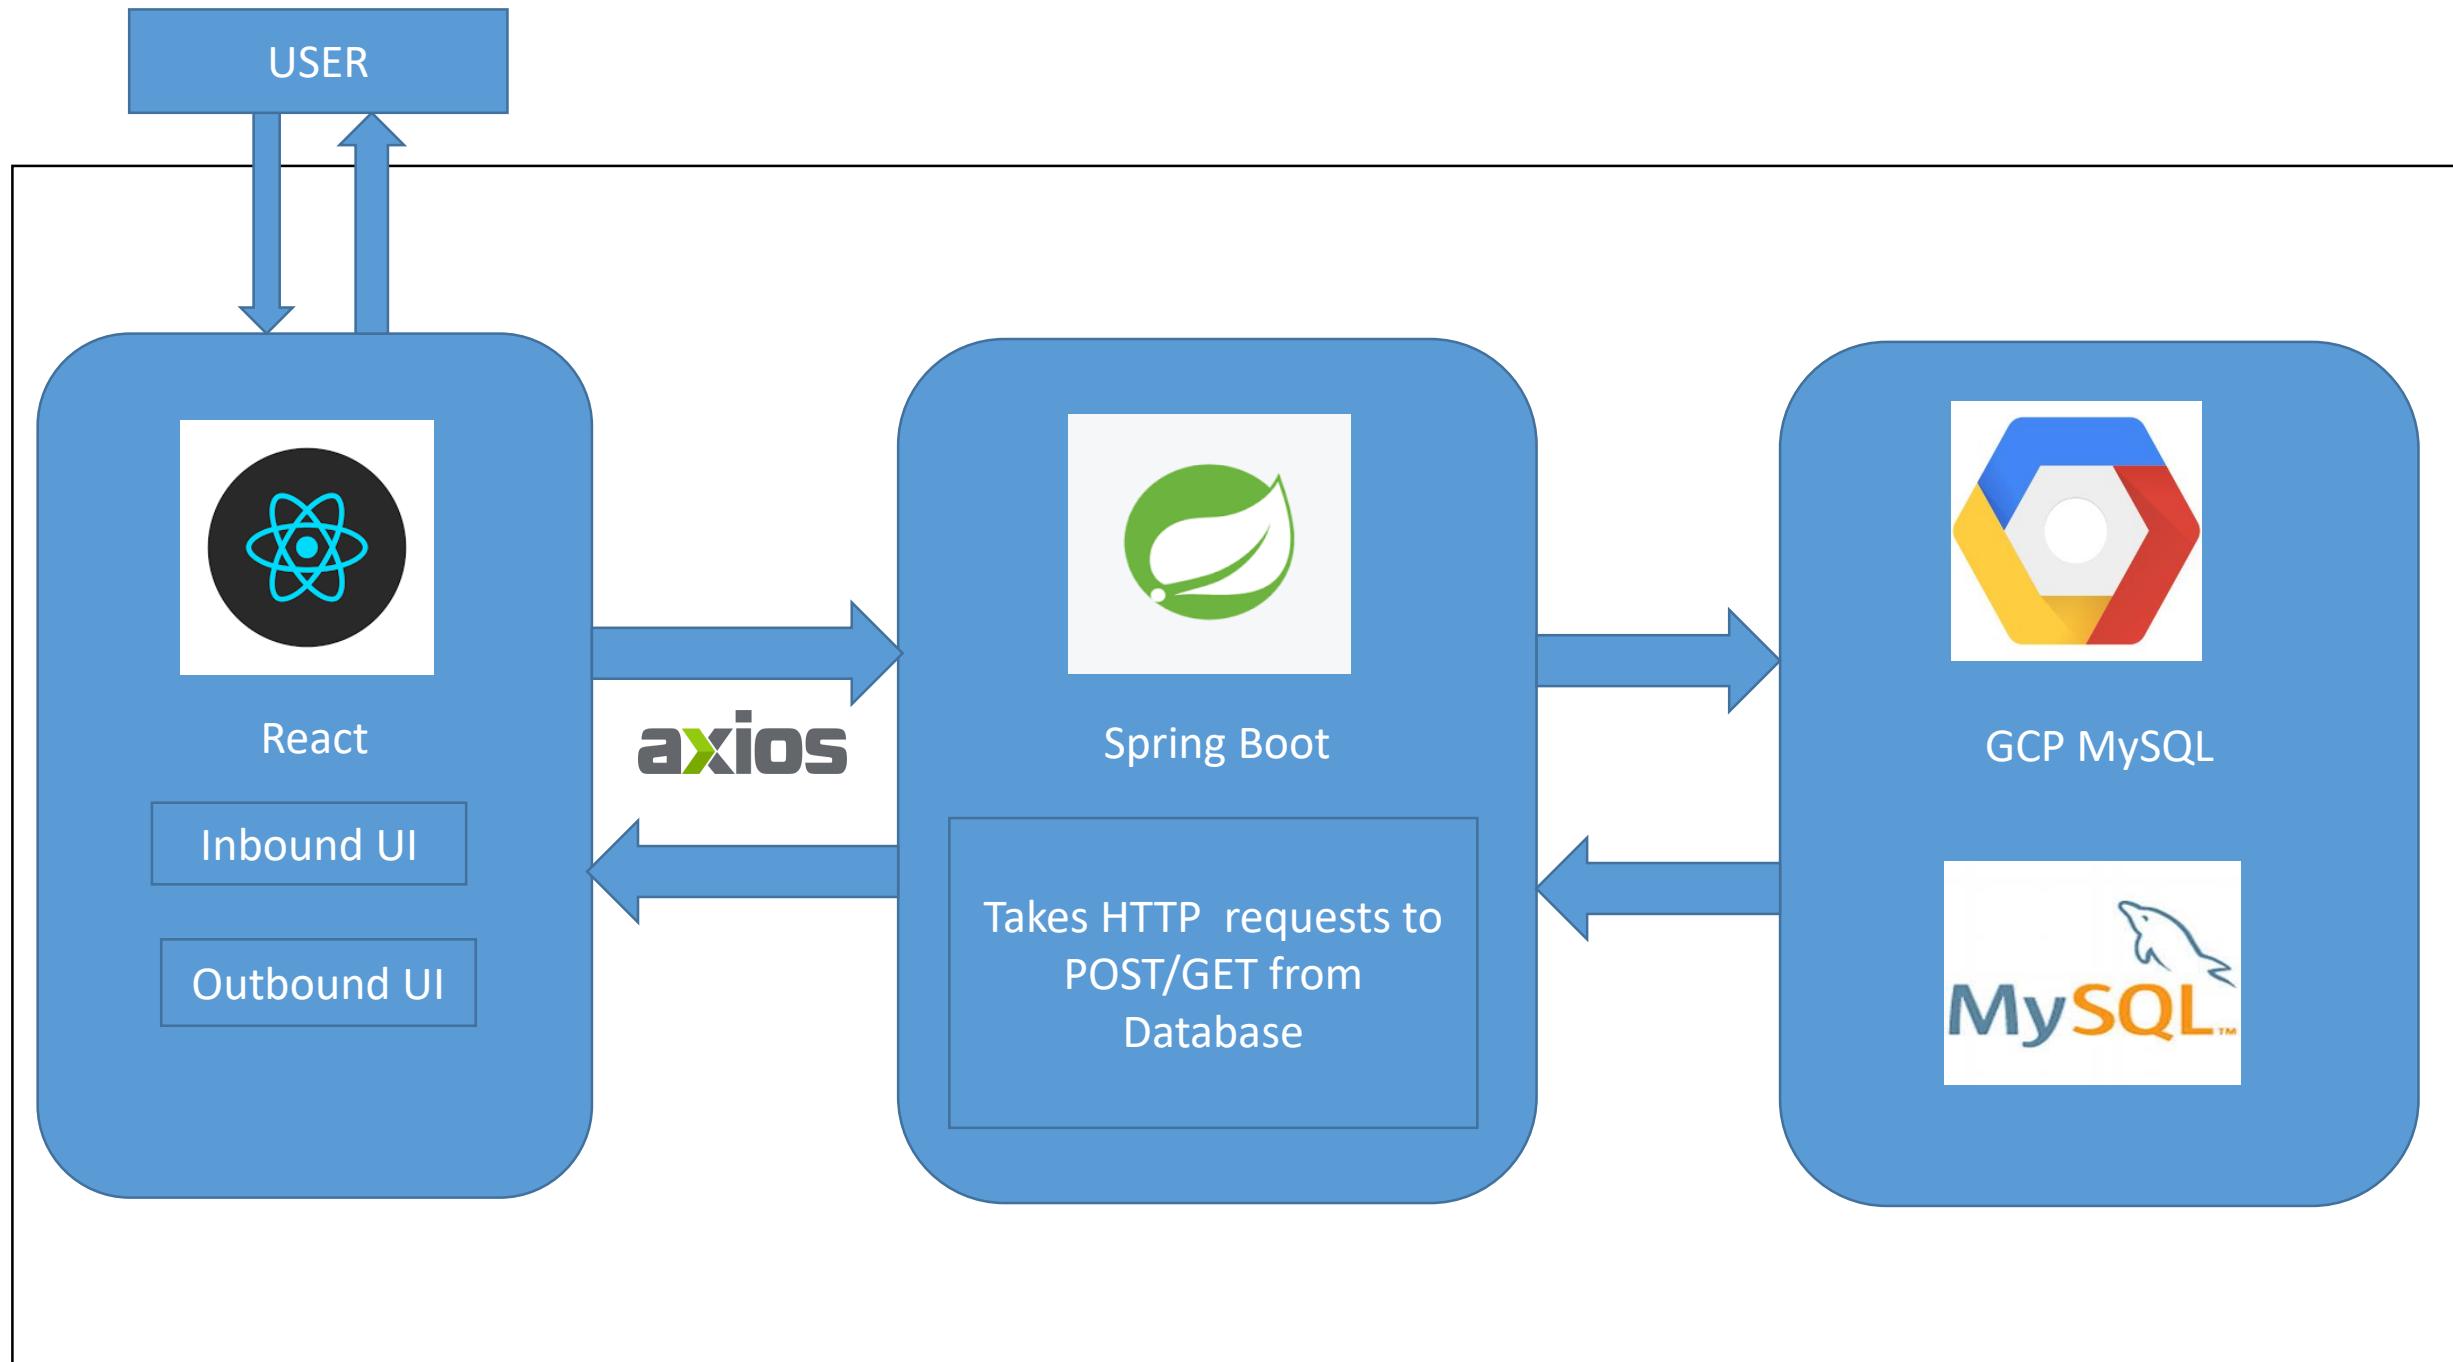 USER
React
Inbound UI
Outbound UI
axios
Spring Boot
Takes HTTP  requests to
POST/GET from
Database
GCP MySQL
MySQL™